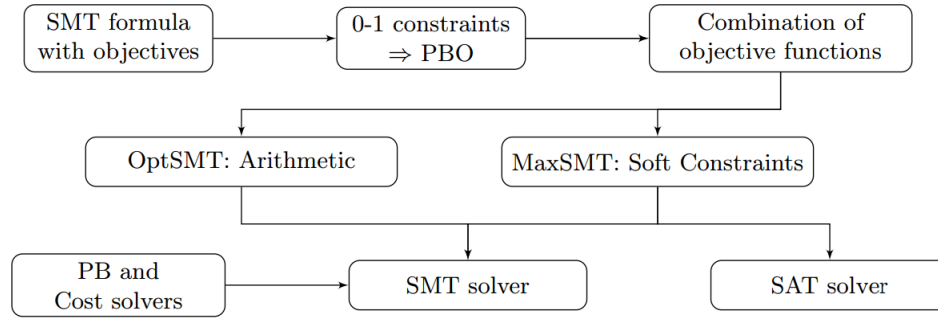 SMT formula
with objectives
0-1 constraints
⇒ PBO
Combination of
objective functions
OptSMT: Arithmetic
MaxSMT: Soft Constraints
PB and
Cost solvers
SMT solver
SAT solver